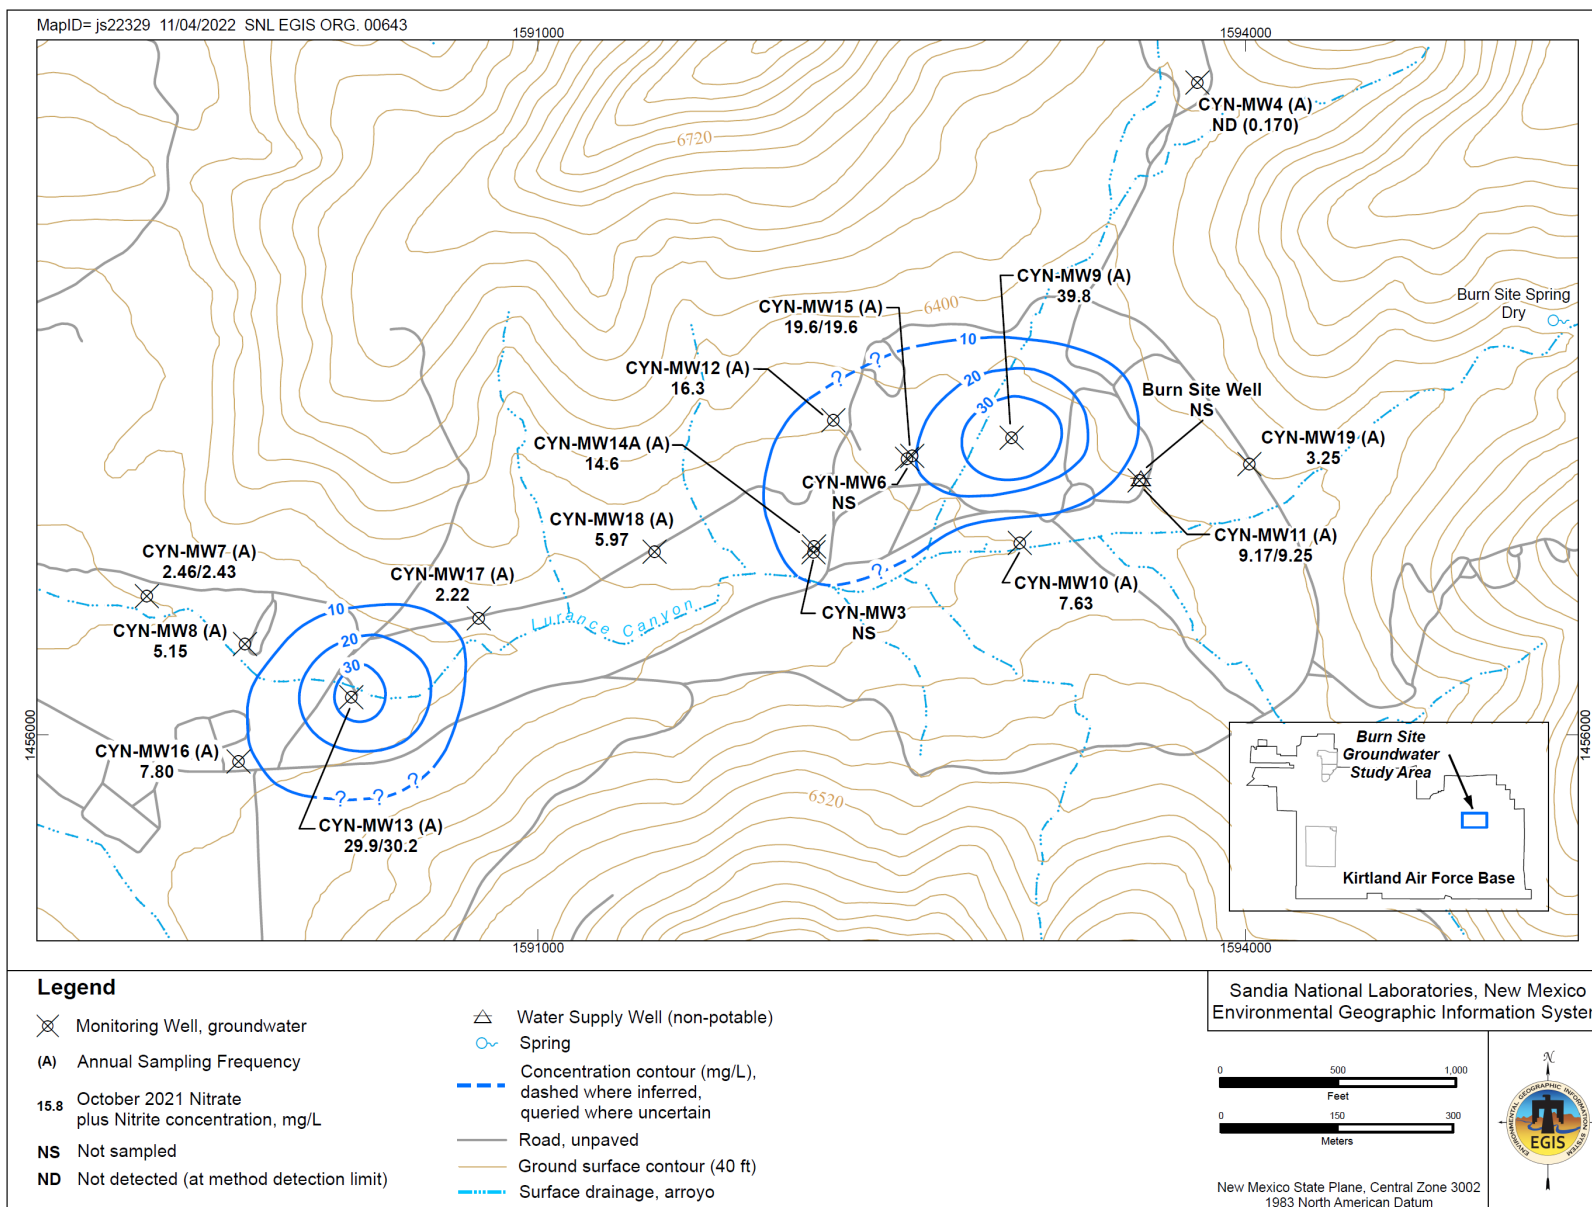 MapID= js22329 11/04/2022 SNL EGIS ORG. 00643
1591000
1594000
CYN-MW4 (A)
ND (0.170)
6720
CYN-MW9 (A)
39.8
Burn Site Spring
Dry
CYN-MW15 (A)
19.6/19.6
6400
10
?
?
CYN-MW12 (A)
16.3
20
30
Burn Site Well
NS
CYN-MW19 (A)
3.25
CYN-MW14A (A)
14.6
CYN-MW6
NS
CYN-MW18 (A)
5.97
CYN-MW11 (A)
9.17/9.25
CYN-MW7 (A)
2.46/2.43
CYN-MW17 (A)
2.22
?
CYN-MW10 (A)
7.63
CYN-MW3
NS
Lurance Canyon
CYN-MW8 (A)
5.15
10
20
30
1456000
1456000
CYN-MW16 (A)
7.80
?
?
?
6520
CYN-MW13 (A)
29.9/30.2
Burn Site
Groundwater
Study Area
Kirtland Air Force Base
1591000
1594000
Legend
Monitoring Well, groundwater
(A) Annual Sampling Frequency
15.8 October 2021 Nitrate
plus Nitrite concentration, mg/L
NS Not sampled
ND Not detected (at method detection limit)
Water Supply Well (non-potable)
Spring
Concentration contour (mg/L),
dashed where inferred,
queried where uncertain
Road, unpaved
Ground surface contour (40 ft)
Surface drainage, arroyo
Sandia National Laboratories, New Mexico
Environmental Geographic Information System
0 500 1,000
Feet
0 150 300
Meters
New Mexico State Plane, Central Zone 3002
1983 North American Datum
N
ENVIRONMENTAL GEOGRAPHIC INFORMATION SYSTEM
EGIS